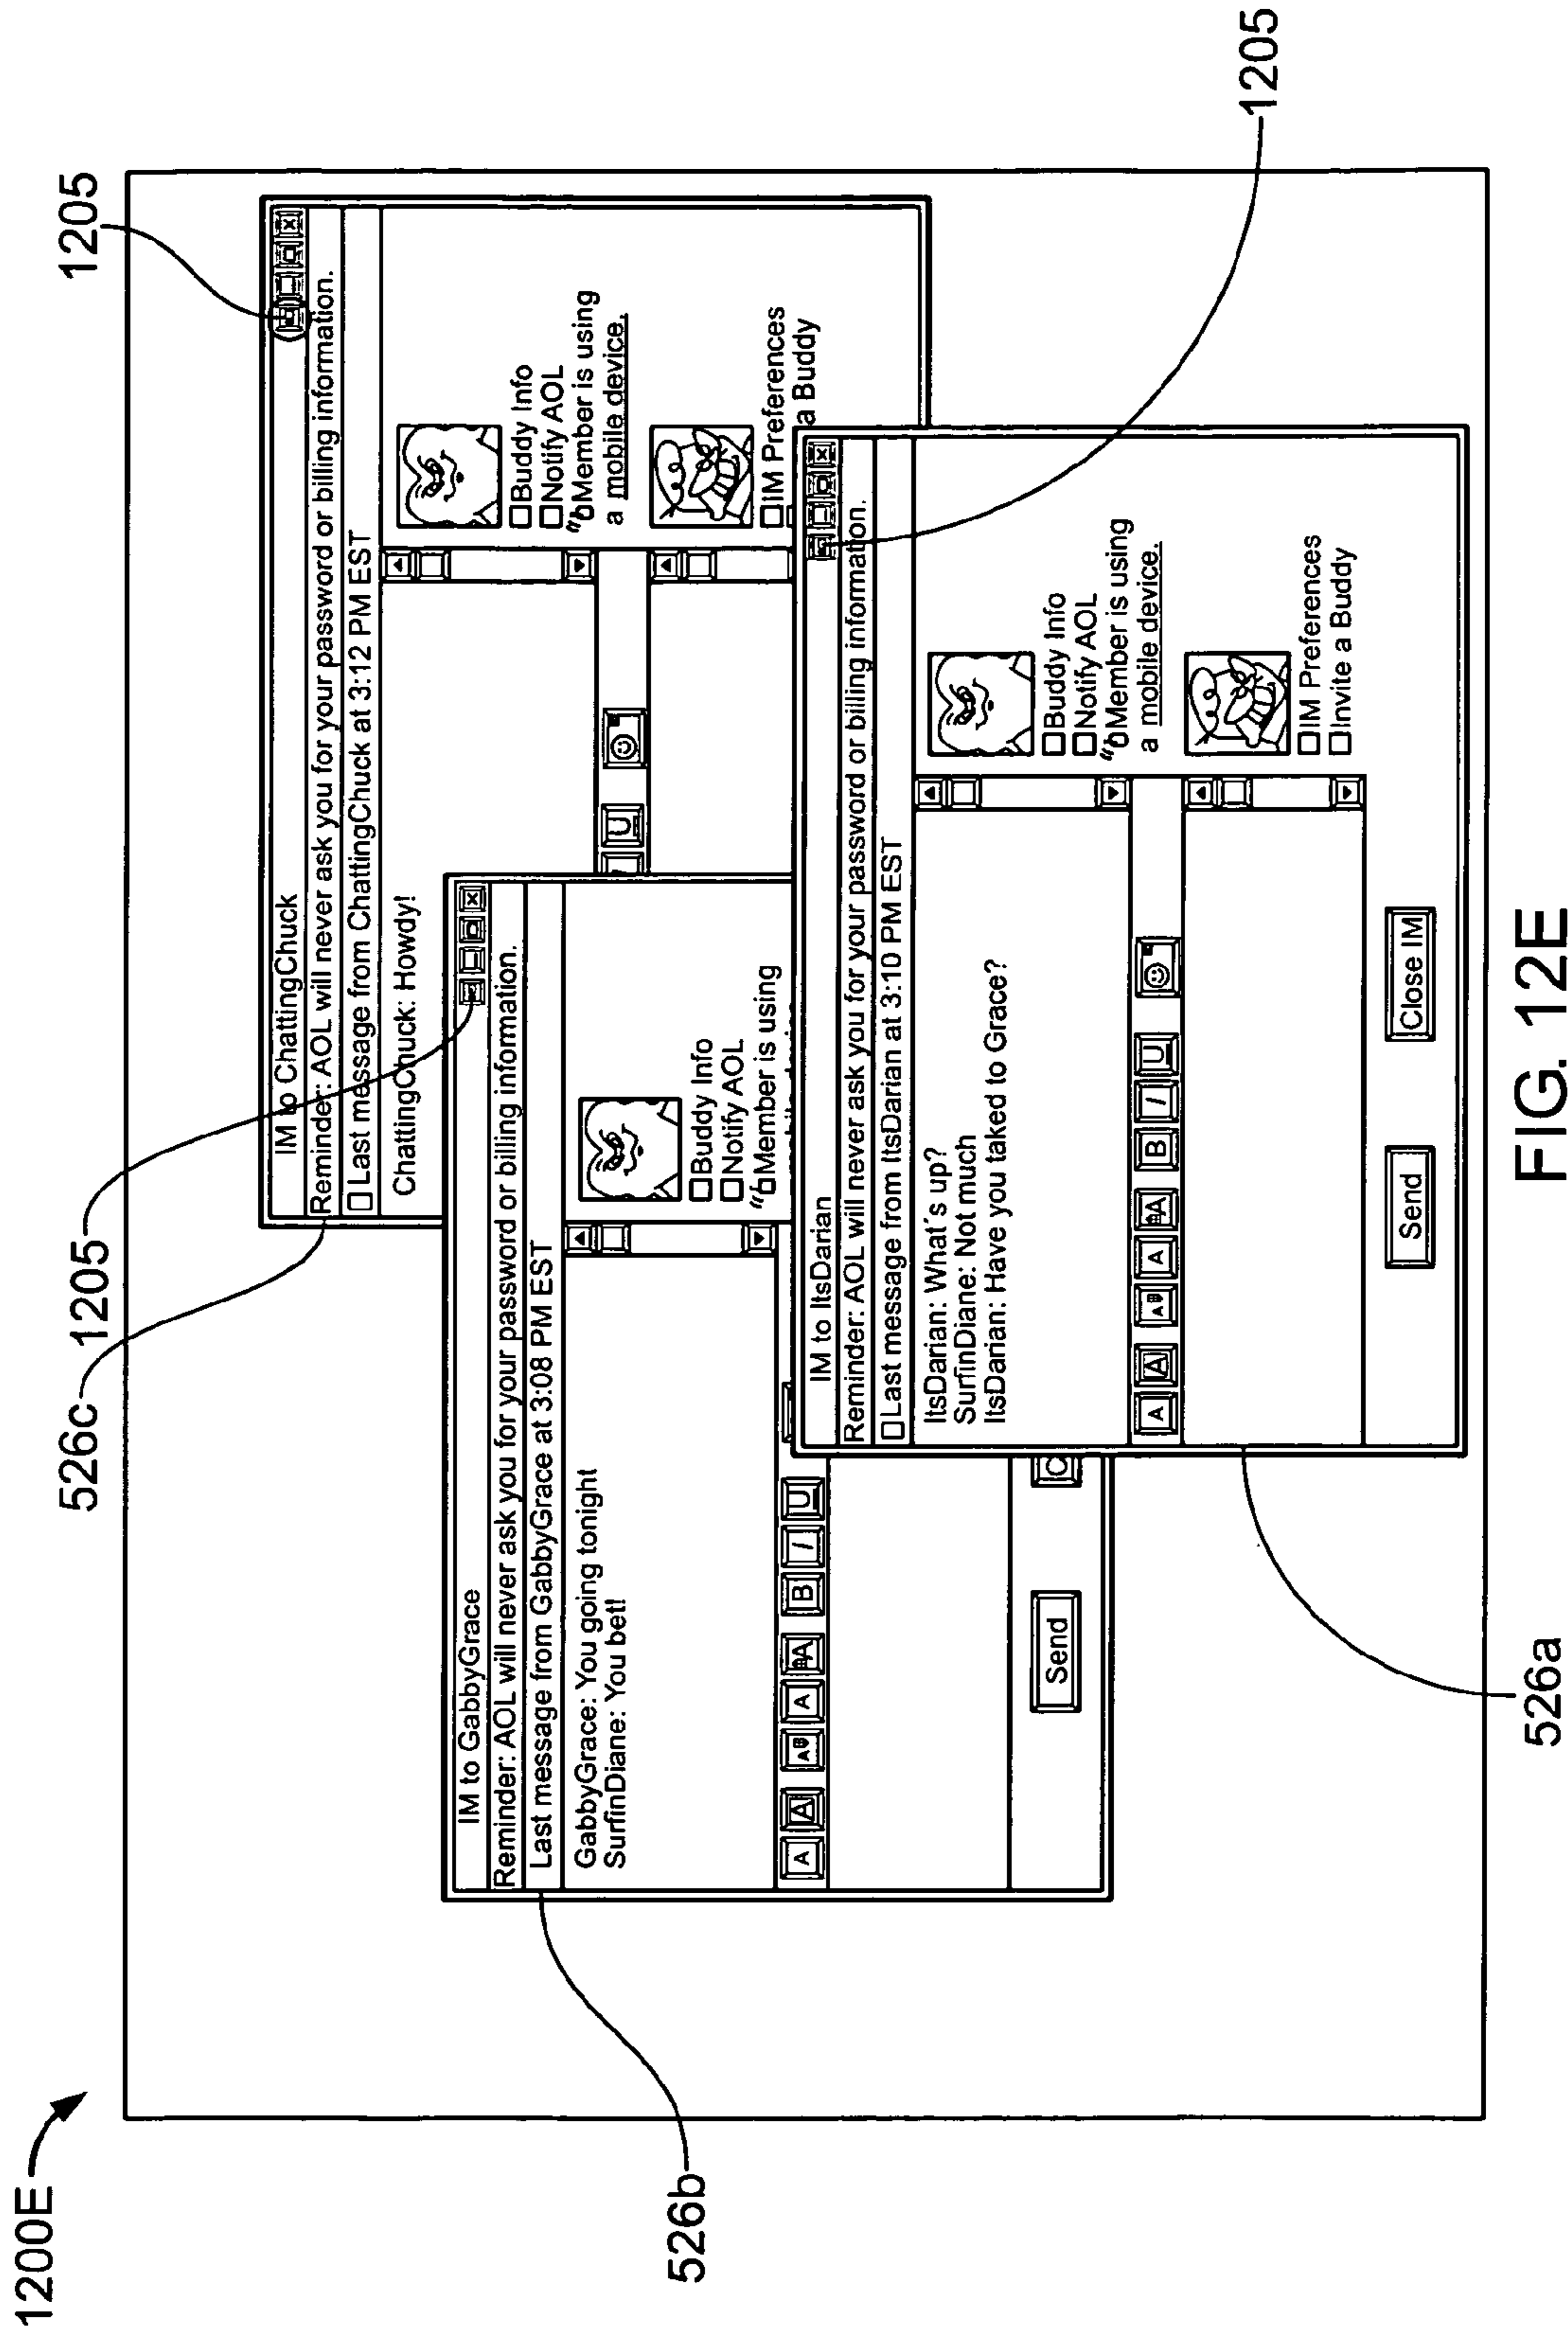 1200E
526c
1205
1205
IM to ChattingChuck
Reminder: AOL will never ask you for your password or billing information.
Last message from ChattingChuck at 3:12 PM EST
ChattingChuck: Howdy!
U
Buddy Info
Notify AOL
Member is using
a mobile device.
IM Preferences
a Buddy
526b
IM to GabbyGrace
Reminder: AOL will never ask you for your password or billing information.
Last message from GabbyGrace at 3:08 PM EST
GabbyGrace: You going tonight
SurfinDiane: You bet!
Buddy Info
Notify AOL
Member is using
A A A A A B I U
Send
C
1205
IM to ItsDarian
Reminder: AOL will never ask you for your password or billing information.
Last message from ItsDarian at 3:10 PM EST
ItsDarian: What's up?
SurfinDiane: Not much
ItsDarian: Have you taked to Grace?
Buddy Info
Notify AOL
Member is using
a mobile device.
A A A A A B I U
IM Preferences
Invite a Buddy
Send Close IM
526a
FIG. 12E